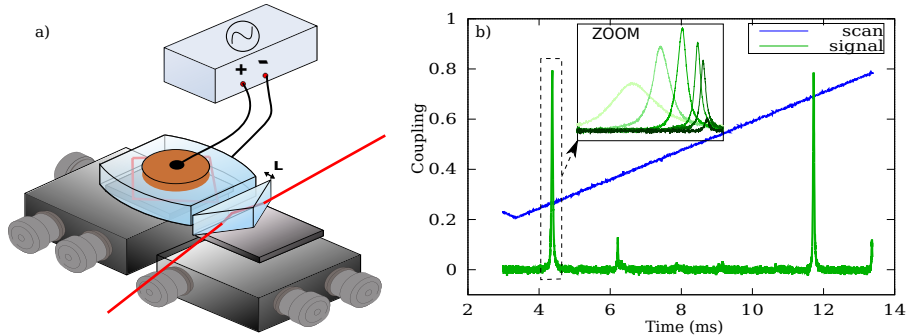 a)
+ -
L
b)
ZOOM
scan
signal
Coupling
1
0.8
0.6
0.4
0.2
0
2 4 6 8 10 12 14
Time (ms)